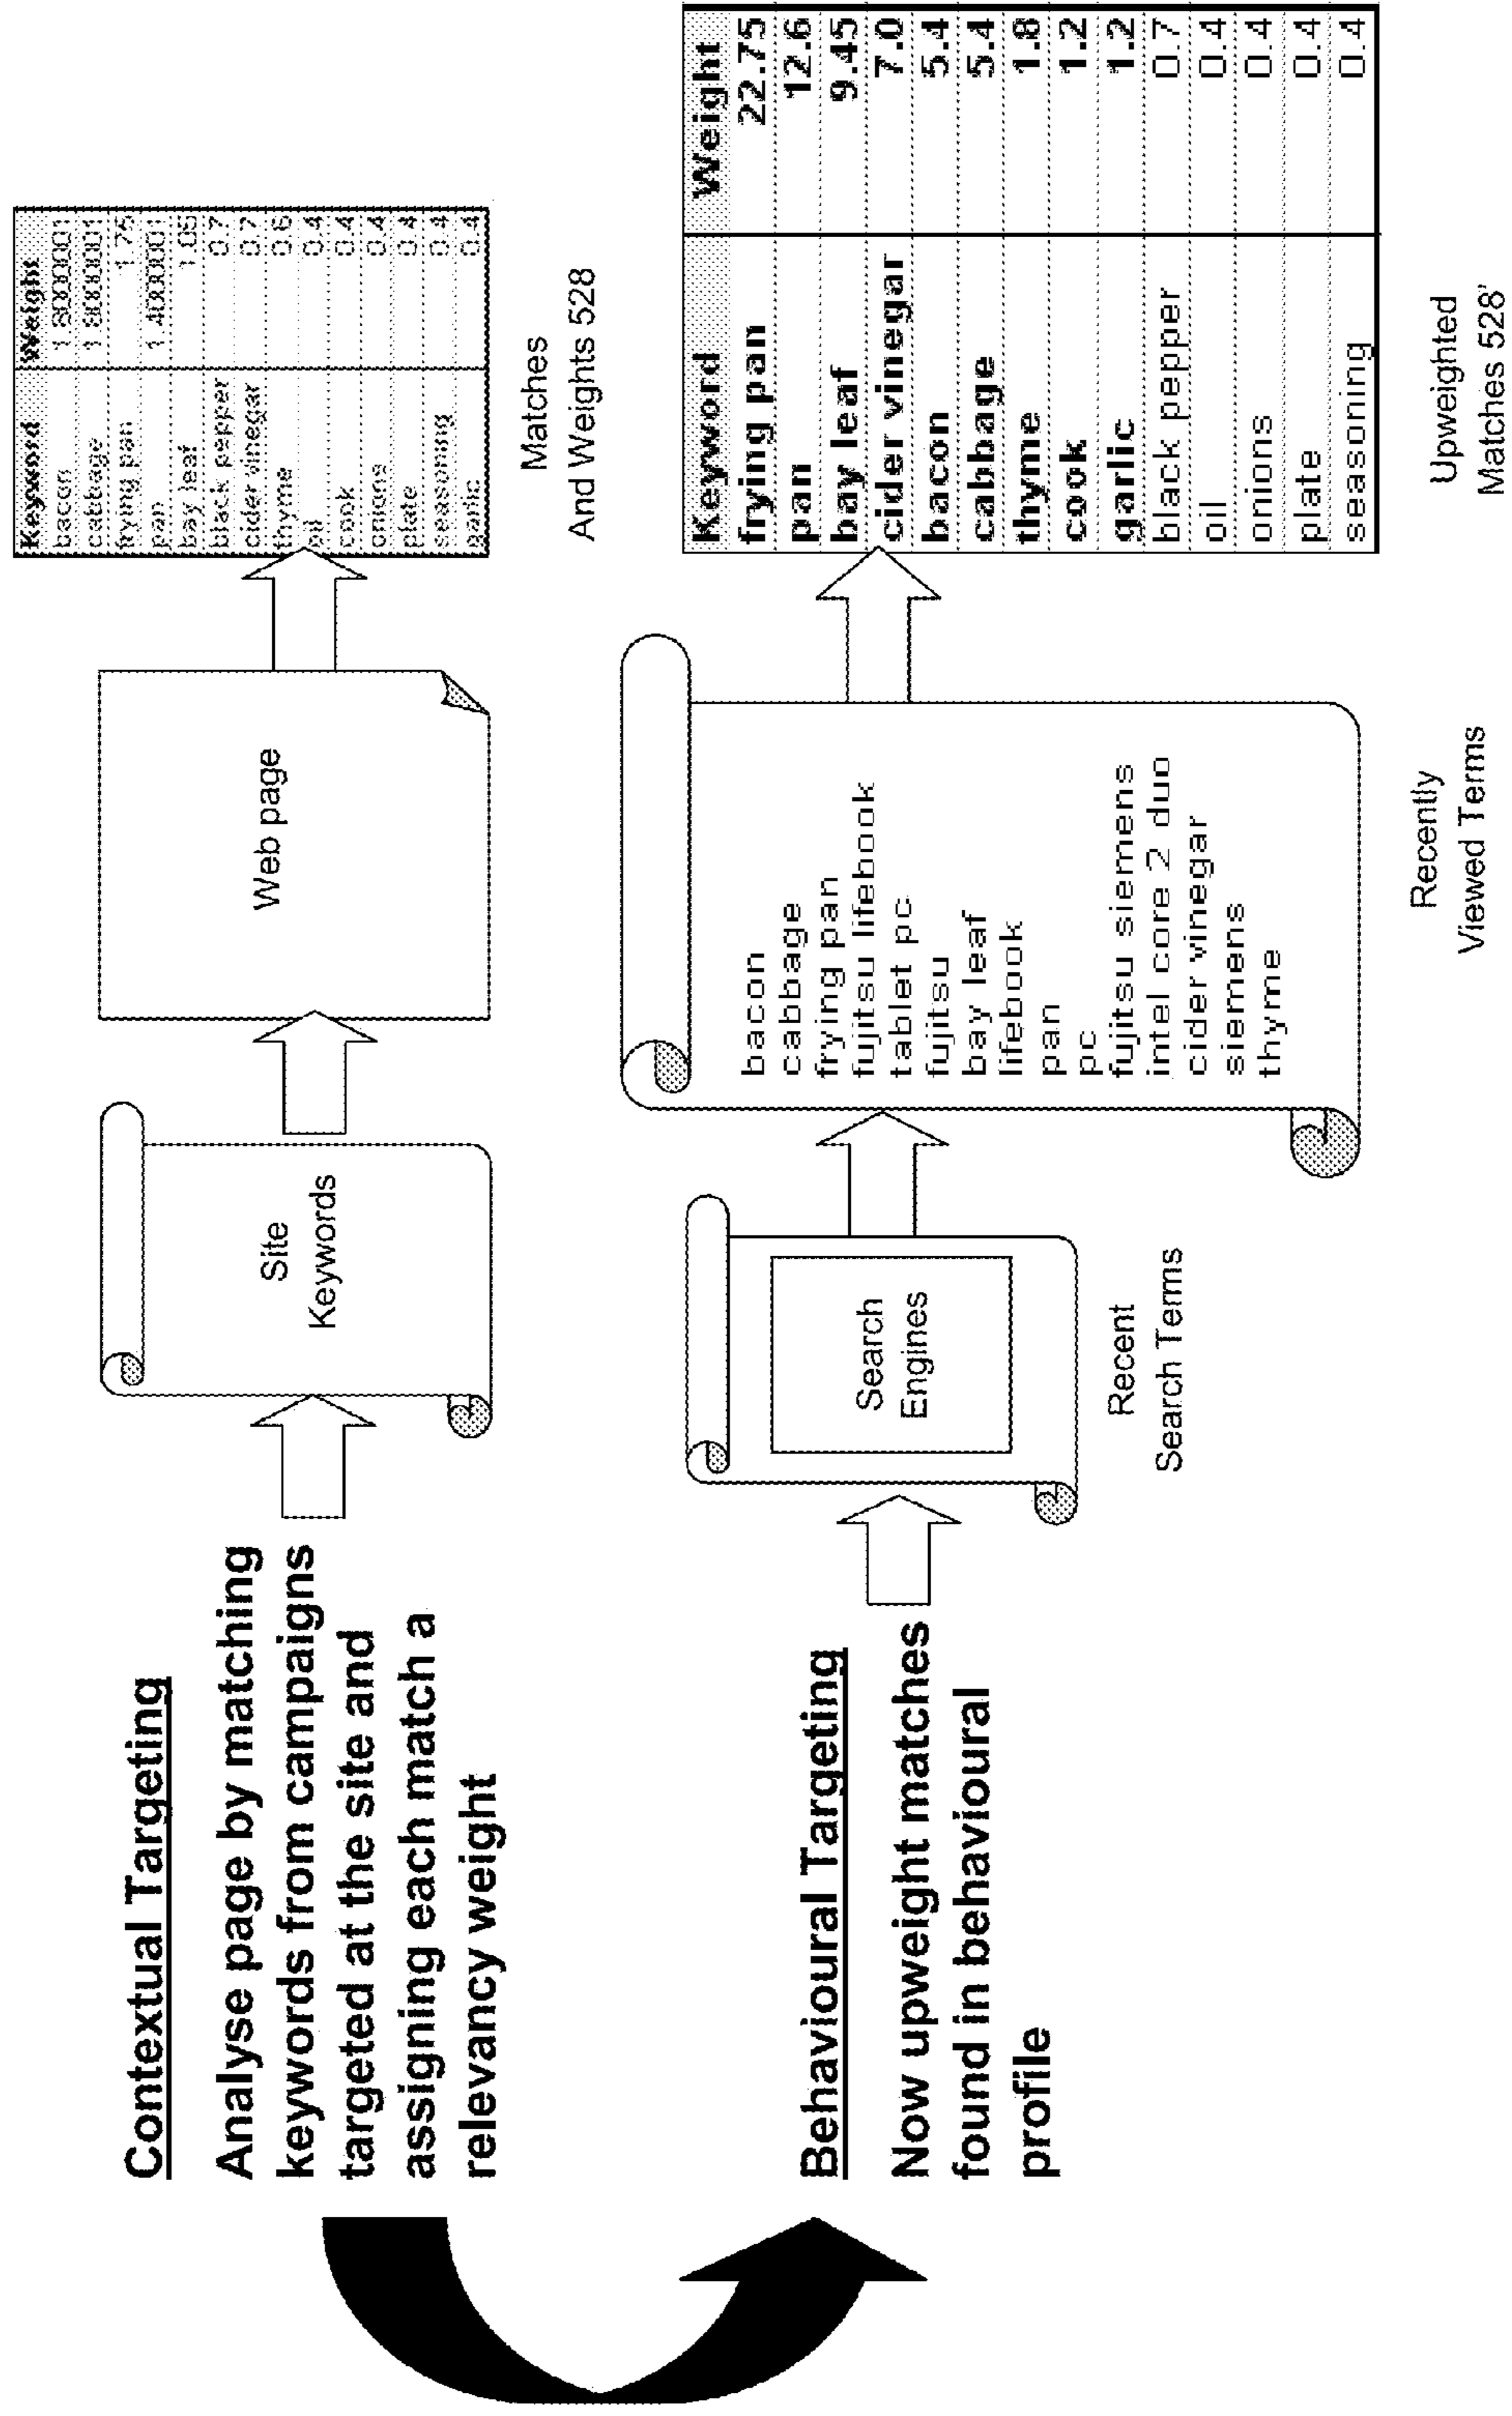 Contextual Targeting
Analyse page by matching
keywords from campaigns
targeted at the site and
assigning each match a
relevancy weight
Site
Keywords
Web page
Keyword Weight
bacon 1.8000001
cabbage 1.8000001
frying pan 1.75
pan 1.4000001
bay leaf 1.05
black pepper 0.7
cider vinegar 0.7
thyme 0.6
oil 0.4
cook 0.4
onions 0.4
plate 0.4
seasoning 0.4
garlic 0.4
Matches
And Weights 528
Behavioural Targeting
Now upweight matches
found in behavioural
profile
Search
Engines
Recent
Search Terms
bacon
cabbage
frying pan
fujitsu lifebook
tablet pc
fujitsu
bay leaf
lifebook
pan
pc
fujitsu siemens
intel core 2 duo
cider vinegar
siemens
thyme
Recently
Viewed Terms
Keyword Weight
frying pan 22.75
pan 12.6
bay leaf 9.45
cider vinegar 7.0
bacon 5.4
cabbage 5.4
thyme 1.8
cook 1.2
garlic 1.2
black pepper 0.7
oil 0.4
onions 0.4
plate 0.4
seasoning 0.4
Upweighted
Matches 528'